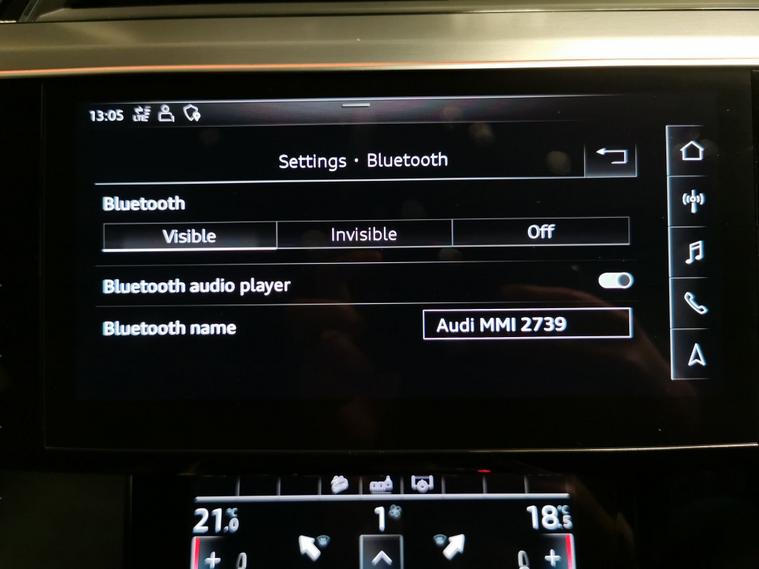 13:05 LTE
Settings · Bluetooth
Bluetooth
Visible Invisible Off
Bluetooth audio player
Bluetooth name Audi MMI 2739
21.0 °C 1 18.5 °C
+ +